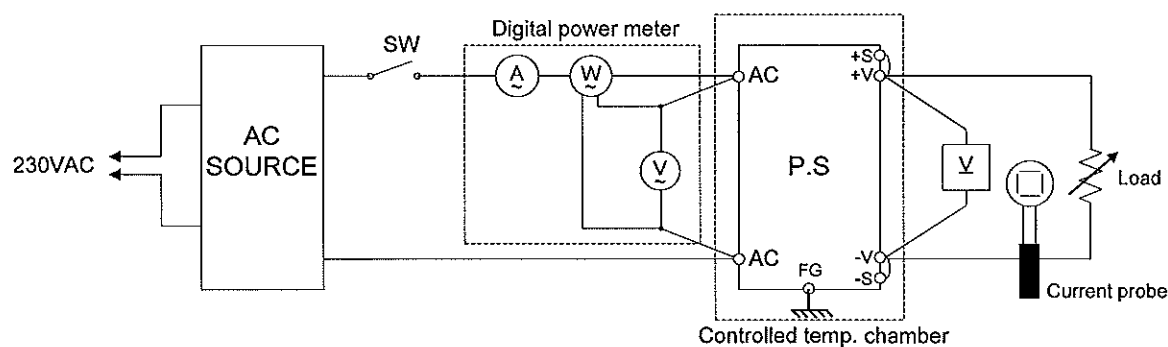 Digital power meter
SW
A
W
V
230VAC
AC
SOURCE
AC
AC
P.S
FG
+S
+V
-V
-S
V
Load
Current probe
Controlled temp. chamber